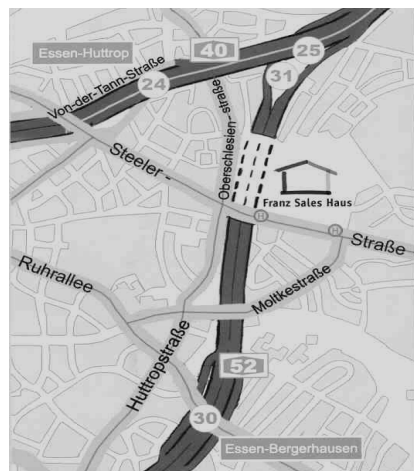 Essen-Huttrop
40
25
31
24
Von-der-Tann-Straße
Oberschlesien-straße
Steeler-
Franz Sales Haus
H
H
Straße
Ruhrallee
Moltkestraße
Huttropstraße
52
30
Essen-Bergerhausen